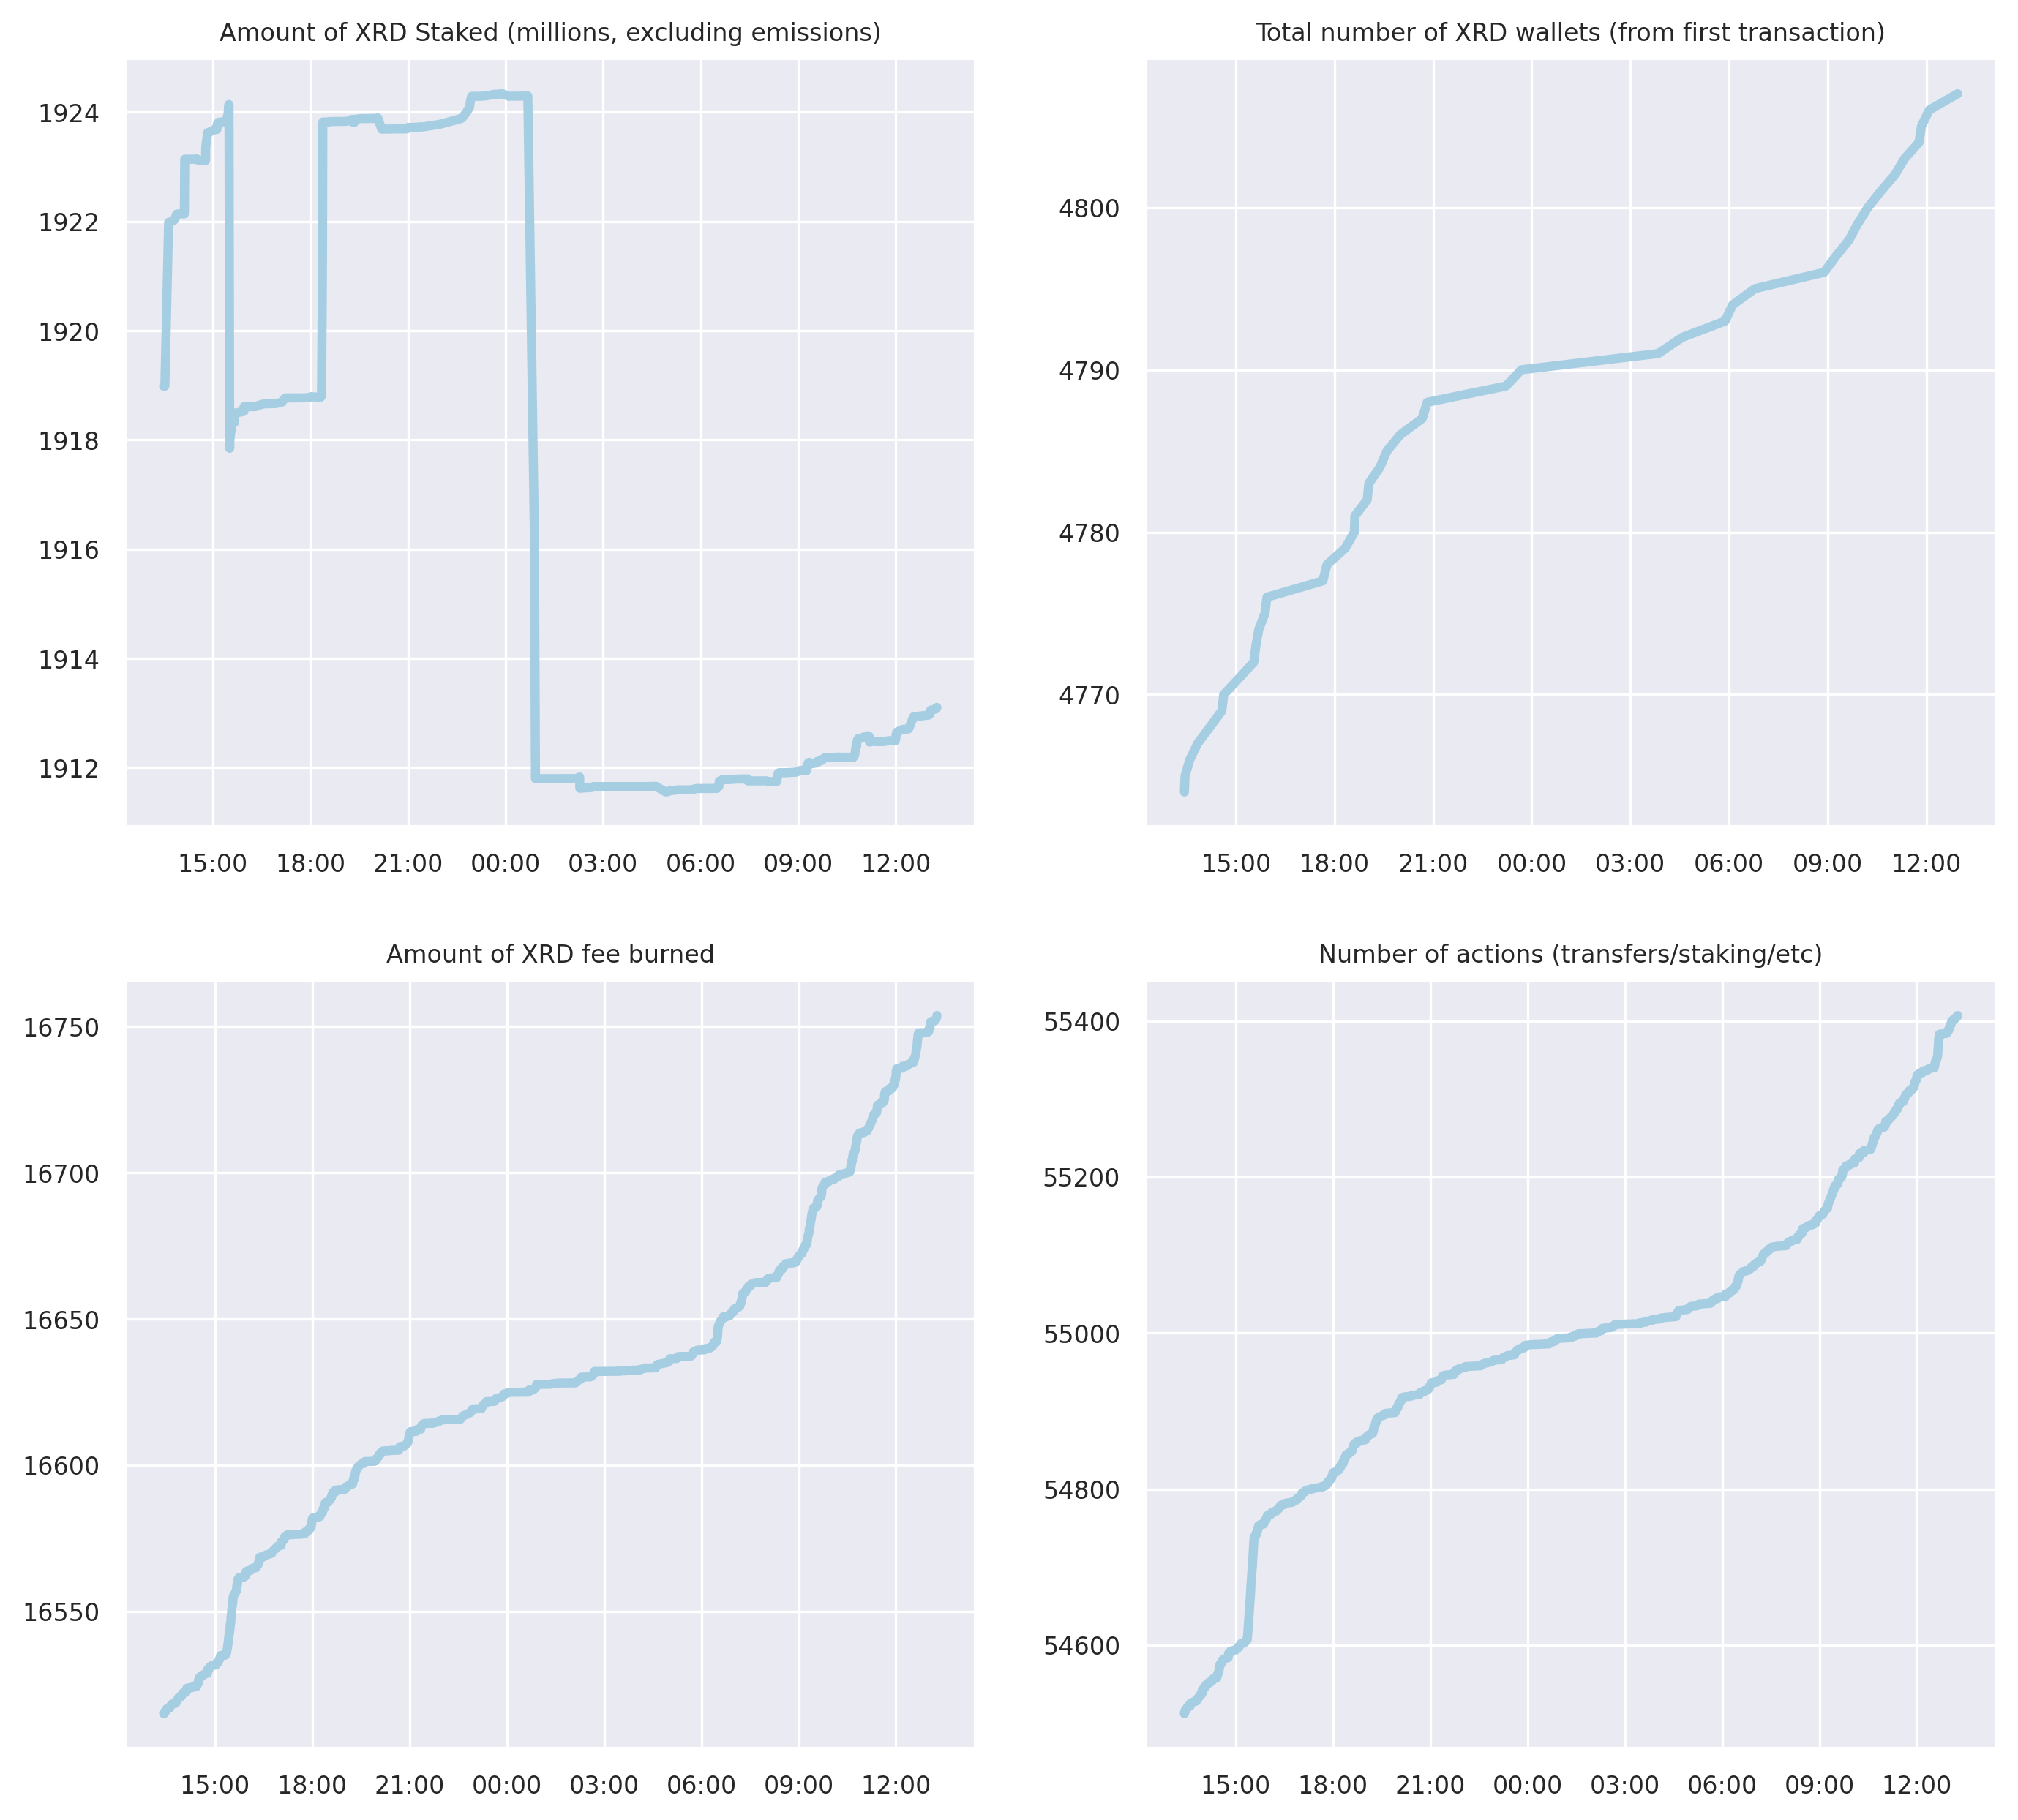 Amount of XRD Staked (millions, excluding emissions)
1924
1922
1920
1918
1916
1914
1912
15:00 18:00 21:00 00:00 03:00 06:00 09:00 12:00
Total number of XRD wallets (from first transaction)
4800
4790
4780
4770
15:00 18:00 21:00 00:00 03:00 06:00 09:00 12:00
Amount of XRD fee burned
16750
16700
16650
16600
16550
15:00 18:00 21:00 00:00 03:00 06:00 09:00 12:00
Number of actions (transfers/staking/etc)
55400
55200
55000
54800
54600
15:00 18:00 21:00 00:00 03:00 06:00 09:00 12:00